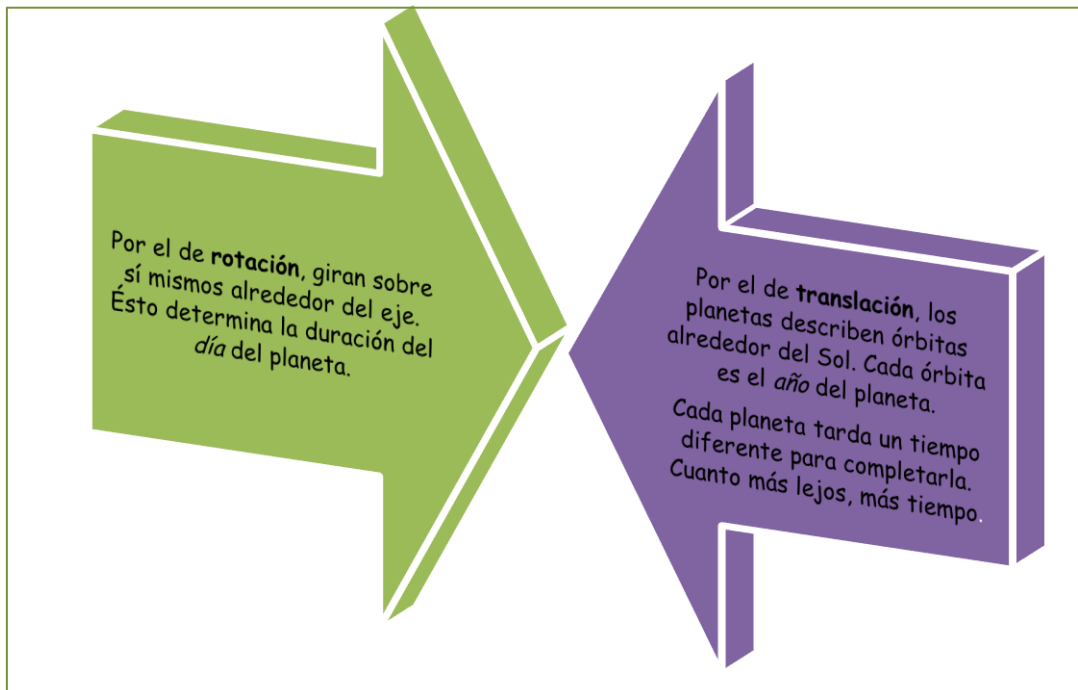 Por el de rotación, giran sobre
sí mismos alrededor del eje.
Ésto determina la duración del
día del planeta.
Por el de translación, los
planetas describen órbitas
alrededor del Sol. Cada órbita
es el año del planeta.
Cada planeta tarda un tiempo
diferente para completarla.
Cuanto más lejos, más tiempo.